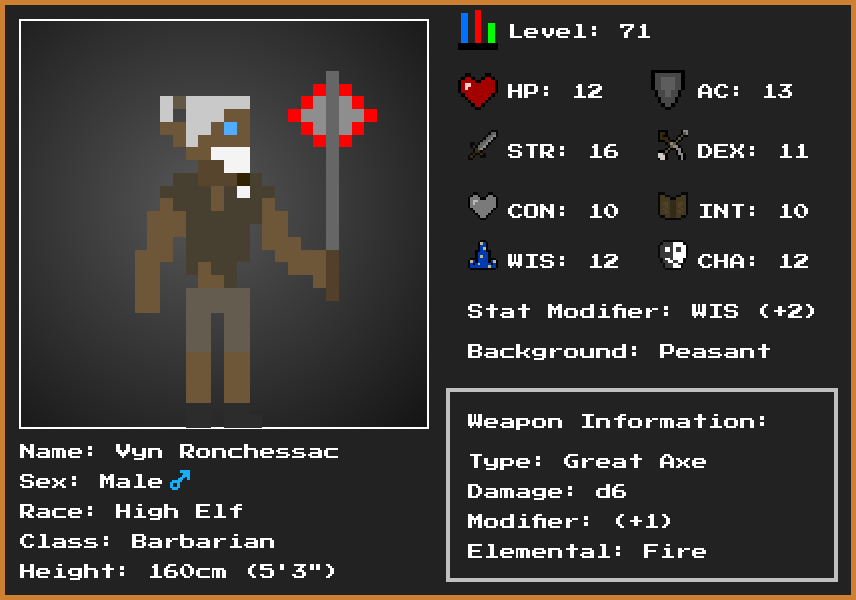 Level: 71
HP: 12 AC: 13
STR: 16 DEX: 11
CON: 10 INT: 10
WIS: 12 CHA: 12
Stat Modifier: WIS (+2)
Background: Peasant
Weapon Information:
Type: Great Axe
Damage: d6
Modifier: (+1)
Elemental: Fire
Name: Vyn Ronchessac
Sex: Male ♂
Race: High Elf
Class: Barbarian
Height: 160cm (5'3")